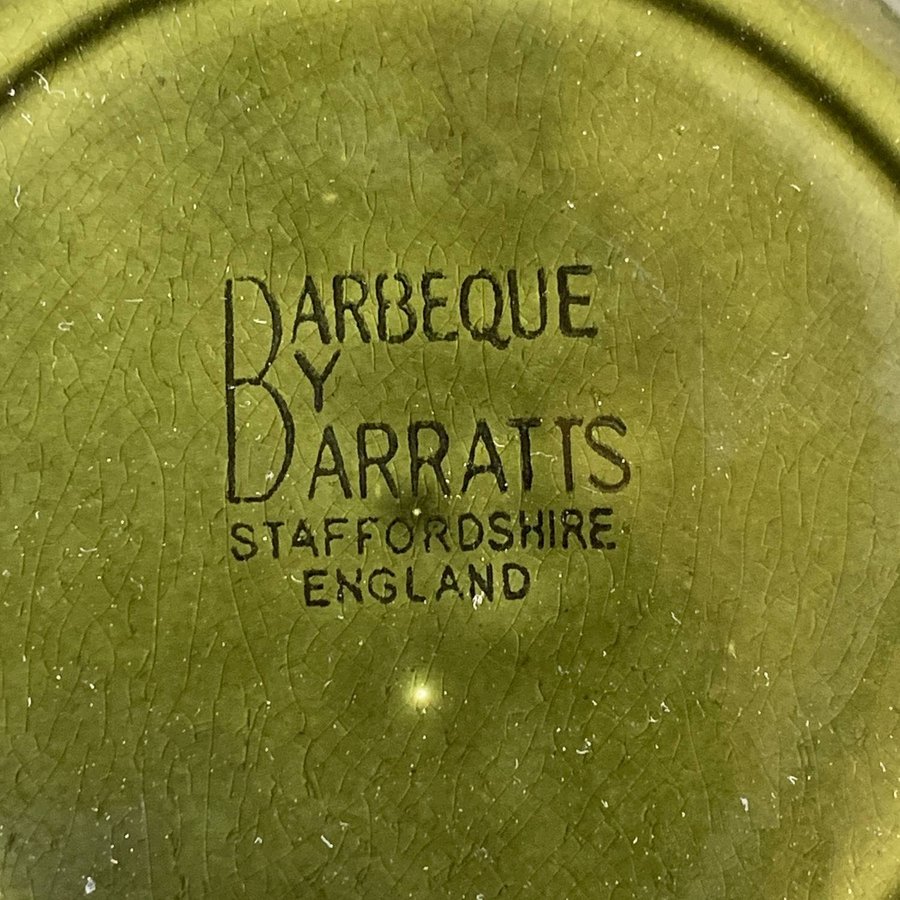 BARBEQUE
BY
BARRATTS
STAFFORDSHIRE
ENGLAND